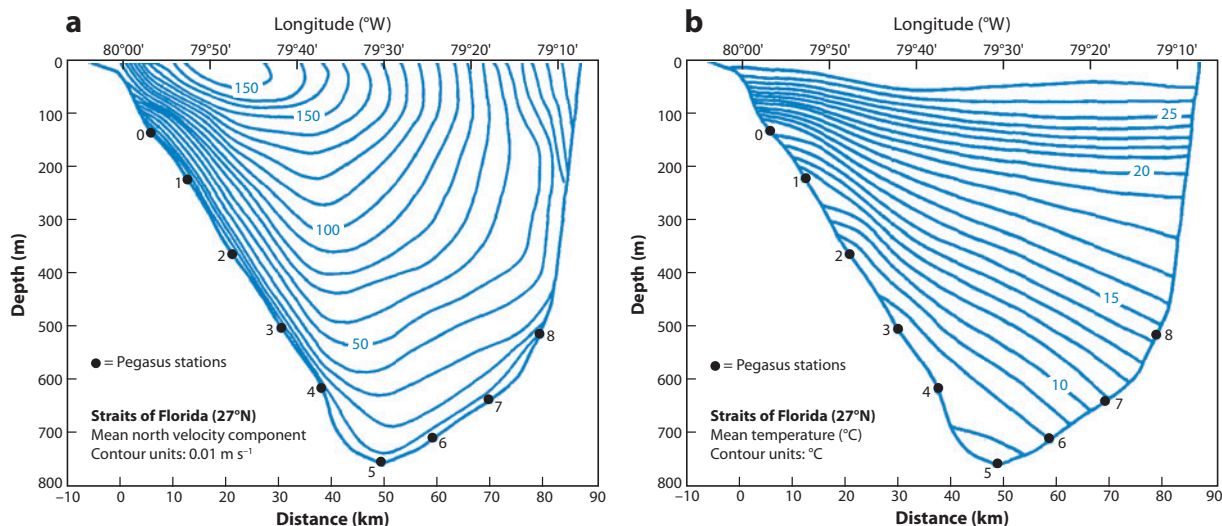 a
Longitude (°W)
80°00' 79°50' 79°40' 79°30' 79°20' 79°10'
0
100
200
300
400
500
600
700
800
Depth (m)
150
150
100
50
0
1
2
3
4
5
6
7
8
= Pegasus stations
Straits of Florida (27°N)
Mean north velocity component
Contour units: 0.01 m s⁻¹
–10 0 10 20 30 40 50 60 70 80 90
Distance (km)
b
Longitude (°W)
80°00' 79°50' 79°40' 79°30' 79°20' 79°10'
0
100
200
300
400
500
600
700
800
Depth (m)
25
20
15
10
0
1
2
3
4
5
6
7
8
= Pegasus stations
Straits of Florida (27°N)
Mean temperature (°C)
Contour units: °C
–10 0 10 20 30 40 50 60 70 80 90
Distance (km)